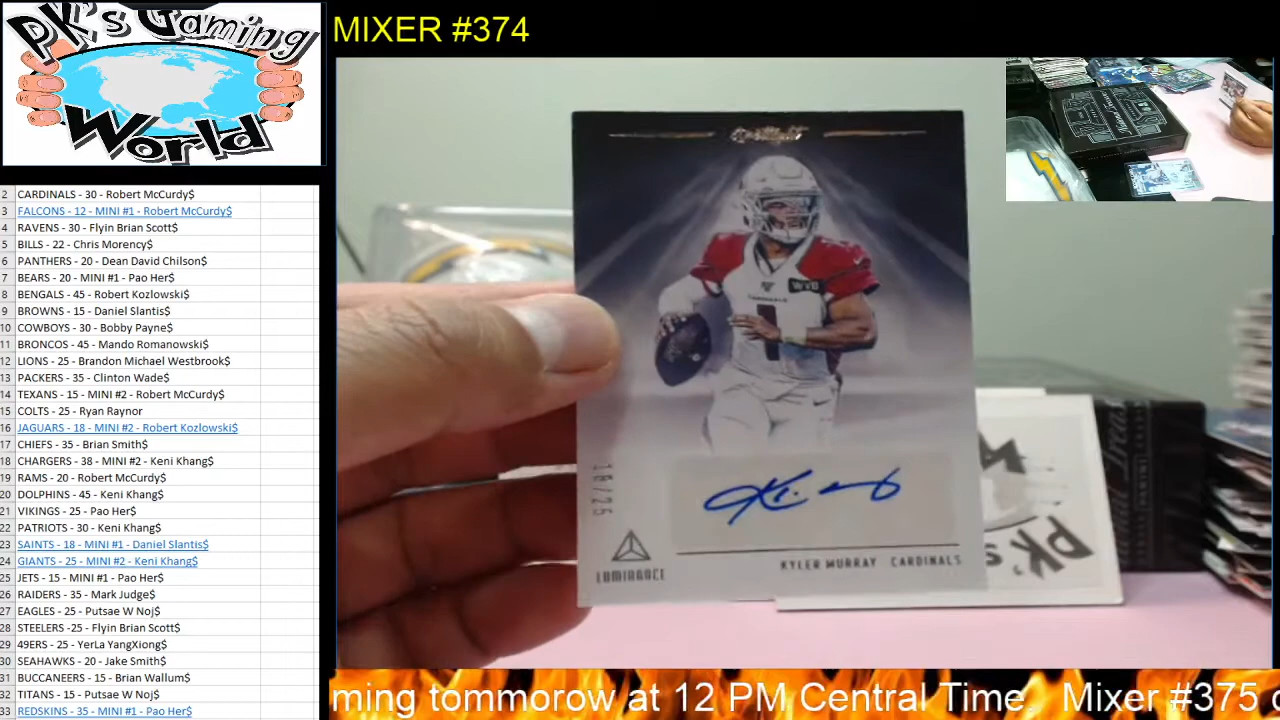 PK's Gaming
World
MIXER #374
2 CARDINALS - 30 - Robert McCurdy$
3 FALCONS - 12 - MINI #1 - Robert McCurdy$
4 RAVENS - 30 - Flyin Brian Scott$
5 BILLS - 22 - Chris Morency$
6 PANTHERS - 20 - Dean David Chilson$
7 BEARS - 20 - MINI #1 - Pao Her$
8 BENGALS - 45 - Robert Kozlowski$
9 BROWNS - 15 - Daniel Slantis$
10 COWBOYS - 30 - Bobby Payne$
11 BRONCOS - 45 - Mando Romanowski$
12 LIONS - 25 - Brandon Michael Westbrook$
13 PACKERS - 35 - Clinton Wade$
14 TEXANS - 15 - MINI #2 - Robert McCurdy$
15 COLTS - 25 - Ryan Raynor
16 JAGUARS - 18 - MINI #2 - Robert Kozlowski$
17 CHIEFS - 35 - Brian Smith$
18 CHARGERS - 38 - MINI #2 - Keni Khang$
19 RAMS - 20 - Robert McCurdy$
20 DOLPHINS - 45 - Keni Khang$
21 VIKINGS - 25 - Pao Her$
22 PATRIOTS - 30 - Keni Khang$
23 SAINTS - 18 - MINI #1 - Daniel Slantis$
24 GIANTS - 25 - MINI #2 - Keni Khang$
25 JETS - 15 - MINI #1 - Pao Her$
26 RAIDERS - 35 - Mark Judge$
27 EAGLES - 25 - Putsae W Noj$
28 STEELERS -25 - Flyin Brian Scott$
29 49ERS - 25 - YerLa YangXiong$
30 SEAHAWKS - 20 - Jake Smith$
31 BUCCANEERS - 15 - Brian Wallum$
32 TITANS - 15 - Putsae W Noj$
33 REDSKINS - 35 - MINI #1 - Pao Her$
WVB
CARDINALS
1
18/25
LUMINANCE
KYLER MURRAY CARDINALS
PK's
ming tommorow at 12 PM Central Time. Mixer #375